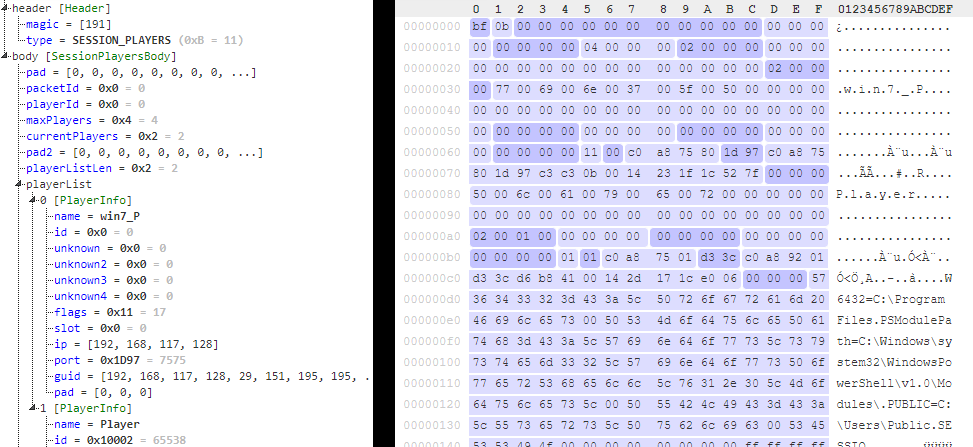 header [Header]
magic = [191]
type = SESSION_PLAYERS (0xB = 11)
body [SessionPlayersBody]
pad = [0, 0, 0, 0, 0, 0, 0, 0, ...]
packetId = 0x0 = 0
playerId = 0x0 = 0
maxPlayers = 0x4 = 4
currentPlayers = 0x2 = 2
pad2 = [0, 0, 0, 0, 0, 0, 0, 0, ...]
playerListLen = 0x2 = 2
playerList
0 [PlayerInfo]
name = win7_P
id = 0x0 = 0
unknown = 0x0 = 0
unknown2 = 0x0 = 0
unknown3 = 0x0 = 0
unknown4 = 0x0 = 0
flags = 0x11 = 17
slot = 0x0 = 0
ip = [192, 168, 117, 128]
port = 0x1D97 = 7575
guid = [192, 168, 117, 128, 29, 151, 195, 195, .
pad = [0, 0, 0]
1 [PlayerInfo]
name = Player
id = 0x10002 = 65538
0 1 2 3 4 5 6 7 8 9 A B C D E F 0123456789ABCDEF
00000000 bf 0b 00 00 00 00 00 00 00 00 00 00 00 00 00 00 ¿...............
00000010 00 00 00 00 00 04 00 00 00 02 00 00 00 00 00 00 ................
00000020 00 00 00 00 00 00 00 00 00 00 00 00 00 02 00 00 ................
00000030 00 77 00 69 00 6e 00 37 00 5f 00 50 00 00 00 00 .w.i.n.7._.P....
00000040 00 00 00 00 00 00 00 00 00 00 00 00 00 00 00 00 ................
00000050 00 00 00 00 00 00 00 00 00 00 00 00 00 00 00 00 ................
00000060 00 00 00 00 00 11 00 c0 a8 75 80 1d 97 c0 a8 75 .......À¨u...À¨u
00000070 80 1d 97 c3 c3 0b 00 14 23 1f 1c 52 7f 00 00 00 ...ÃÃ...#..R....
00000080 50 00 6c 00 61 00 79 00 65 00 72 00 00 00 00 00 P.l.a.y.e.r.....
00000090 00 00 00 00 00 00 00 00 00 00 00 00 00 00 00 00 ................
000000a0 02 00 01 00 00 00 00 00 00 00 00 00 00 00 00 00 ................
000000b0 00 00 00 00 01 01 c0 a8 75 01 d3 3c c0 a8 92 01 ......À¨u.Ó<À¨..
000000c0 d3 3c d6 b8 41 00 14 2d 17 1c e0 06 00 00 00 57 Ó<Ö¸A..-..à....W
000000d0 36 34 33 32 3d 43 3a 5c 50 72 6f 67 72 61 6d 20 6432=C:\Program
000000e0 46 69 6c 65 73 00 50 53 4d 6f 64 75 6c 65 50 61 Files.PSModulePa
000000f0 74 68 3d 43 3a 5c 57 69 6e 64 6f 77 73 5c 73 79 th=C:\Windows\sy
00000100 73 74 65 6d 33 32 5c 57 69 6e 64 6f 77 73 50 6f stem32\WindowsPo
00000110 77 65 72 53 68 65 6c 6c 5c 76 31 2e 30 5c 4d 6f werShell\v1.0\Mo
00000120 64 75 6c 65 73 5c 00 50 55 42 4c 49 43 3d 43 3a dules\.PUBLIC=C:
00000130 5c 55 73 65 72 73 5c 50 75 62 6c 69 63 00 53 45 \Users\Public.SE